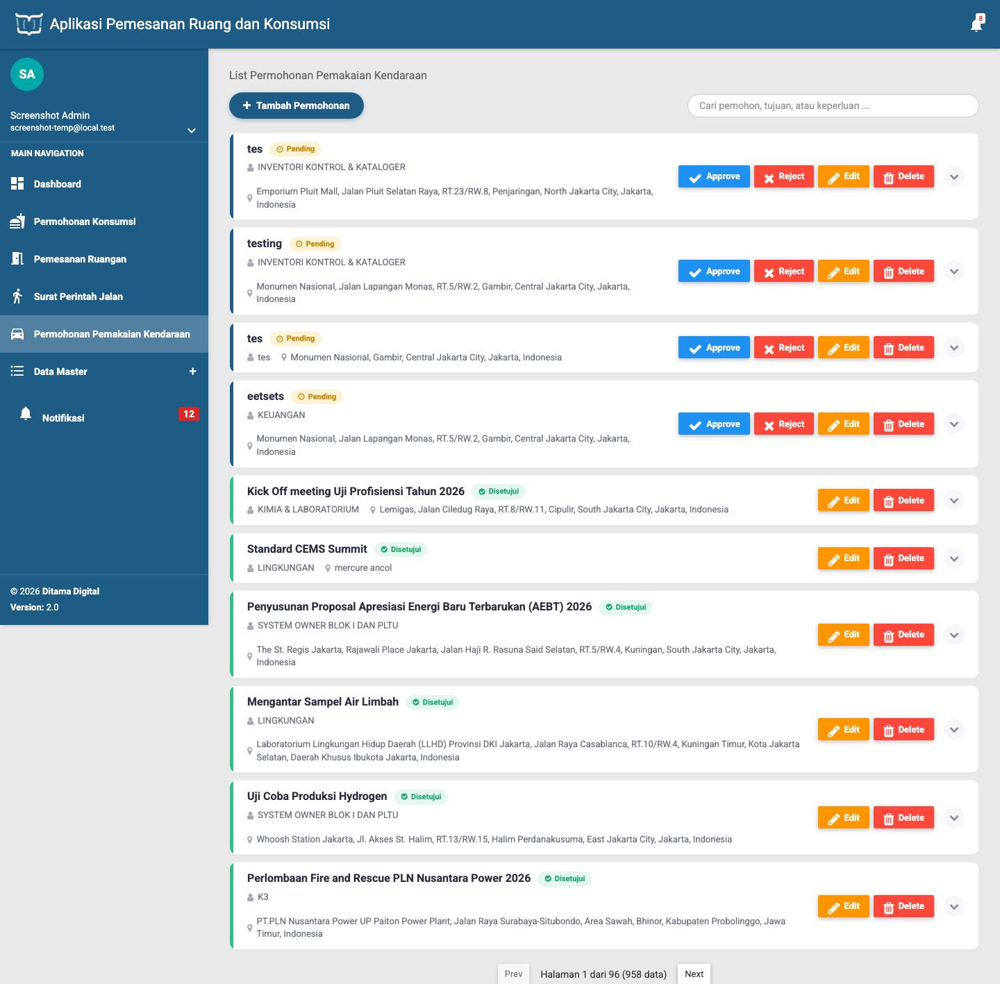 Aplikasi Pemesanan Ruang dan Konsumsi
8
SA
Screenshot Admin
screenshot-temp@local.test
MAIN NAVIGATION
Dashboard
Permohonan Konsumsi
Pemesanan Ruangan
Surat Perintah Jalan
Permohonan Pemakaian Kendaraan
Data Master +
Notifikasi 12
© 2026 Ditama Digital
Version: 2.0
List Permohonan Pemakaian Kendaraan
+ Tambah Permohonan
Cari pemohon, tujuan, atau keperluan ...
tes Pending
INVENTORI KONTROL & KATALOGER
Emporium Pluit Mall, Jalan Pluit Selatan Raya, RT.23/RW.8, Penjaringan, North Jakarta City, Jakarta,
Indonesia
Approve Reject Edit Delete
testing Pending
INVENTORI KONTROL & KATALOGER
Monumen Nasional, Jalan Lapangan Monas, RT.5/RW.2, Gambir, Central Jakarta City, Jakarta,
Indonesia
Approve Reject Edit Delete
tes Pending
tes Monumen Nasional, Gambir, Central Jakarta City, Jakarta, Indonesia
Approve Reject Edit Delete
eetsets Pending
KEUANGAN
Monumen Nasional, Jalan Lapangan Monas, RT.5/RW.2, Gambir, Central Jakarta City, Jakarta,
Indonesia
Approve Reject Edit Delete
Kick Off meeting Uji Profisiensi Tahun 2026 Disetujui
KIMIA & LABORATORIUM Lemigas, Jalan Ciledug Raya, RT.8/RW.11, Cipulir, South Jakarta City, Jakarta, Indonesia
Edit Delete
Standard CEMS Summit Disetujui
LINGKUNGAN mercure ancol
Edit Delete
Penyusunan Proposal Apresiasi Energi Baru Terbarukan (AEBT) 2026 Disetujui
SYSTEM OWNER BLOK I DAN PLTU
The St. Regis Jakarta, Rajawali Place Jakarta, Jalan Haji R. Rasuna Said Selatan, RT.5/RW.4, Kuningan, South Jakarta City, Jakarta,
Indonesia
Edit Delete
Mengantar Sampel Air Limbah Disetujui
LINGKUNGAN
Laboratorium Lingkungan Hidup Daerah (LLHD) Provinsi DKI Jakarta, Jalan Raya Casablanca, RT.10/RW.4, Kuningan Timur, Kota Jakarta
Selatan, Daerah Khusus Ibukota Jakarta, Indonesia
Edit Delete
Uji Coba Produksi Hydrogen Disetujui
SYSTEM OWNER BLOK I DAN PLTU
Whoosh Station Jakarta, Jl. Akses St. Halim, RT.13/RW.15, Halim Perdanakusuma, East Jakarta City, Jakarta, Indonesia
Edit Delete
Perlombaan Fire and Rescue PLN Nusantara Power 2026 Disetujui
K3
PT.PLN Nusantara Power UP Paiton Power Plant, Jalan Raya Surabaya-Situbondo, Area Sawah, Bhinor, Kabupaten Probolinggo, Jawa
Timur, Indonesia
Edit Delete
Prev Halaman 1 dari 96 (958 data) Next